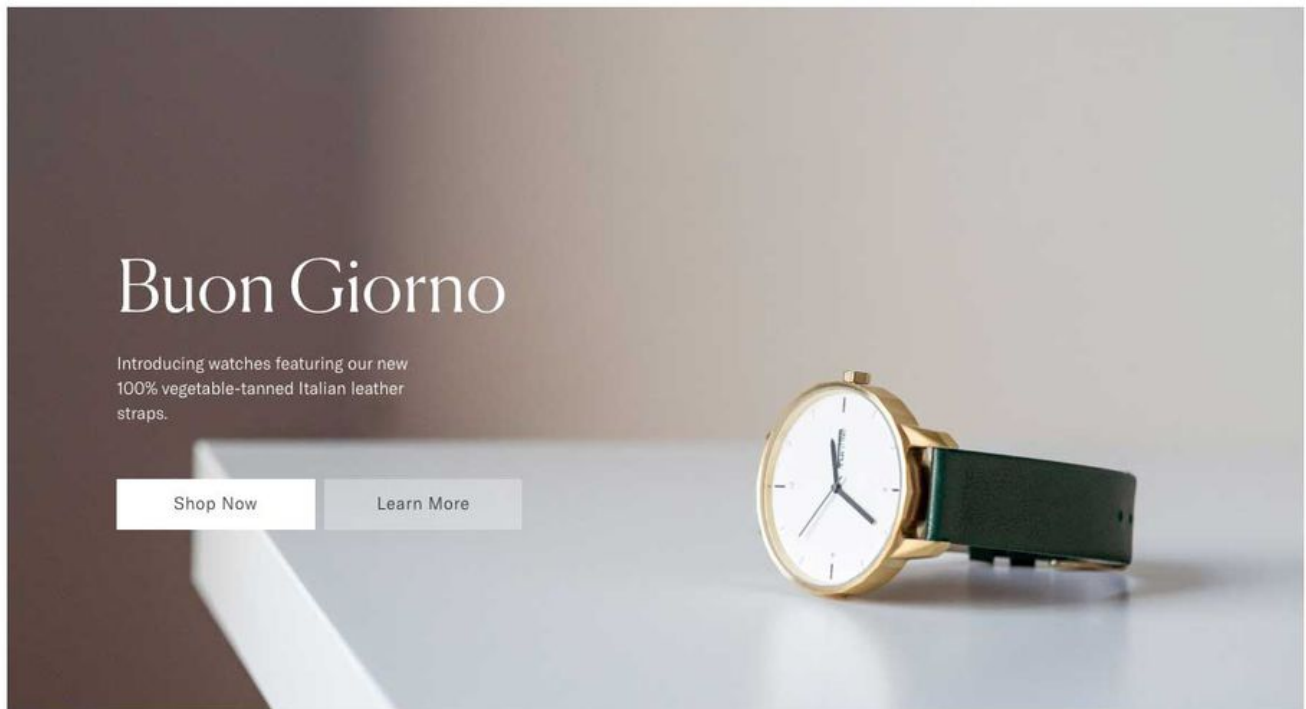 Buon Giorno
Introducing watches featuring our new
100% vegetable-tanned Italian leather
straps.
Shop Now
Learn More